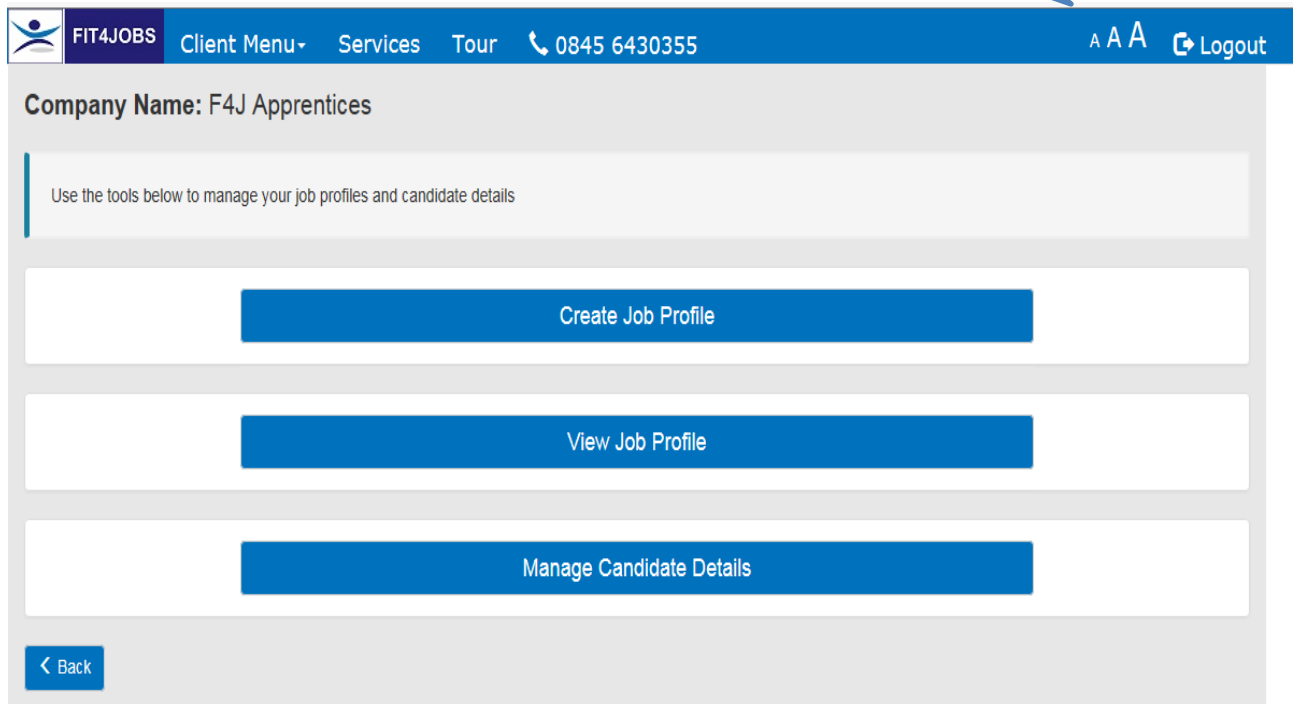 FIT4JOBS Client Menu Services Tour 0845 6430355 A A A Logout
Company Name: F4J Apprentices
Use the tools below to manage your job profiles and candidate details
Create Job Profile
View Job Profile
Manage Candidate Details
Back